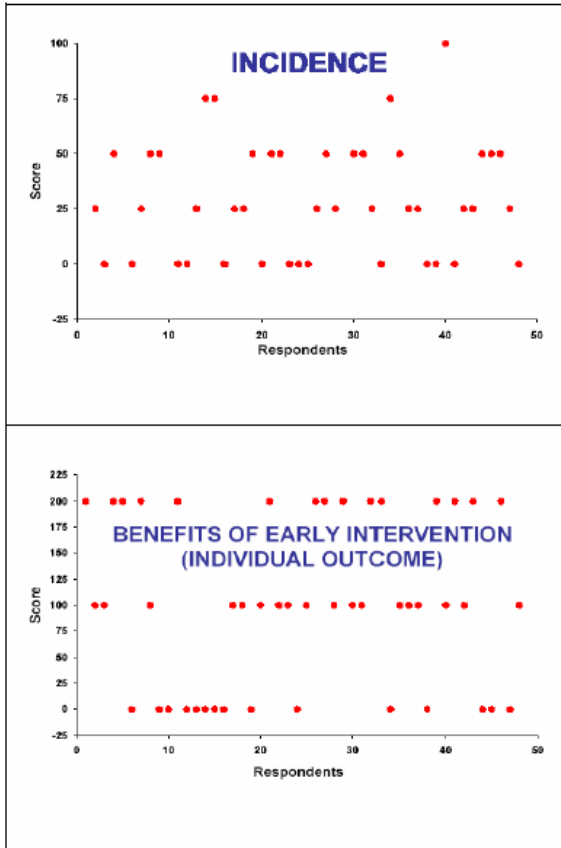 INCIDENCE
100
75
50
25
0
-25
Score
0 10 20 30 40 50
Respondents
BENEFITS OF EARLY INTERVENTION
(INDIVIDUAL OUTCOME)
225
200
175
150
125
100
75
50
25
0
-25
Score
0 10 20 30 40 50
Respondents